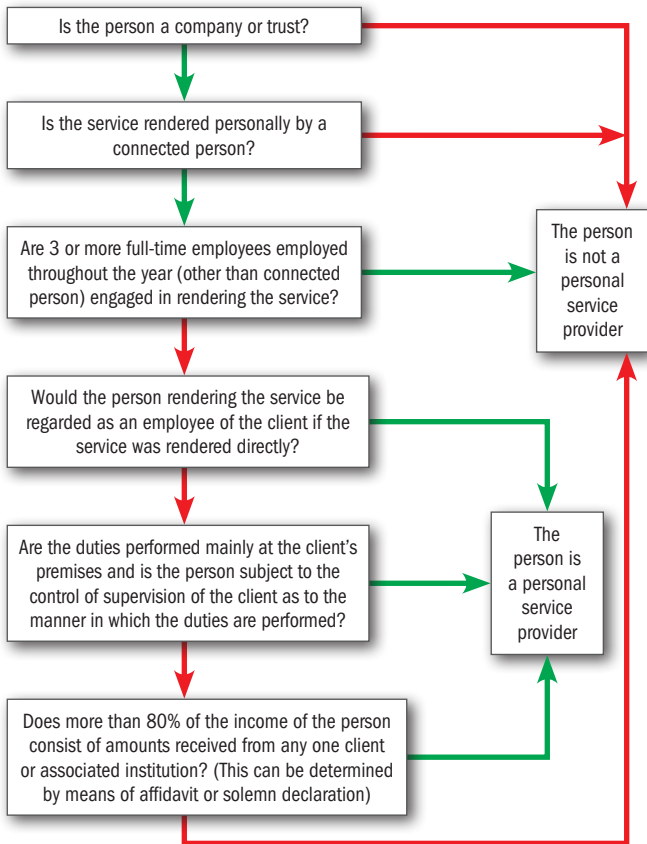 Is the person a company or trust?
Is the service rendered personally by a
connected person?
Are 3 or more full-time employees employed
throughout the year (other than connected
person) engaged in rendering the service?
The person
is not a
personal
service
provider
Would the person rendering the service be
regarded as an employee of the client if the
service was rendered directly?
Are the duties performed mainly at the client's
premises and is the person subject to the
control of supervision of the client as to the
manner in which the duties are performed?
The
person is
a personal
service
provider
Does more than 80% of the income of the person
consist of amounts received from any one client
or associated institution? (This can be determined
by means of affidavit or solemn declaration)